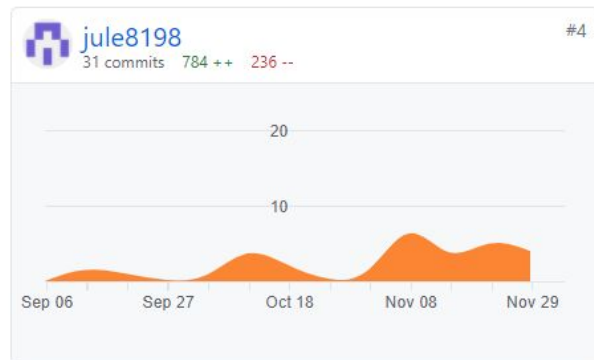 jule8198
#4
31 commits 784 ++ 236 --
20
10
Sep 06 Sep 27 Oct 18 Nov 08 Nov 29